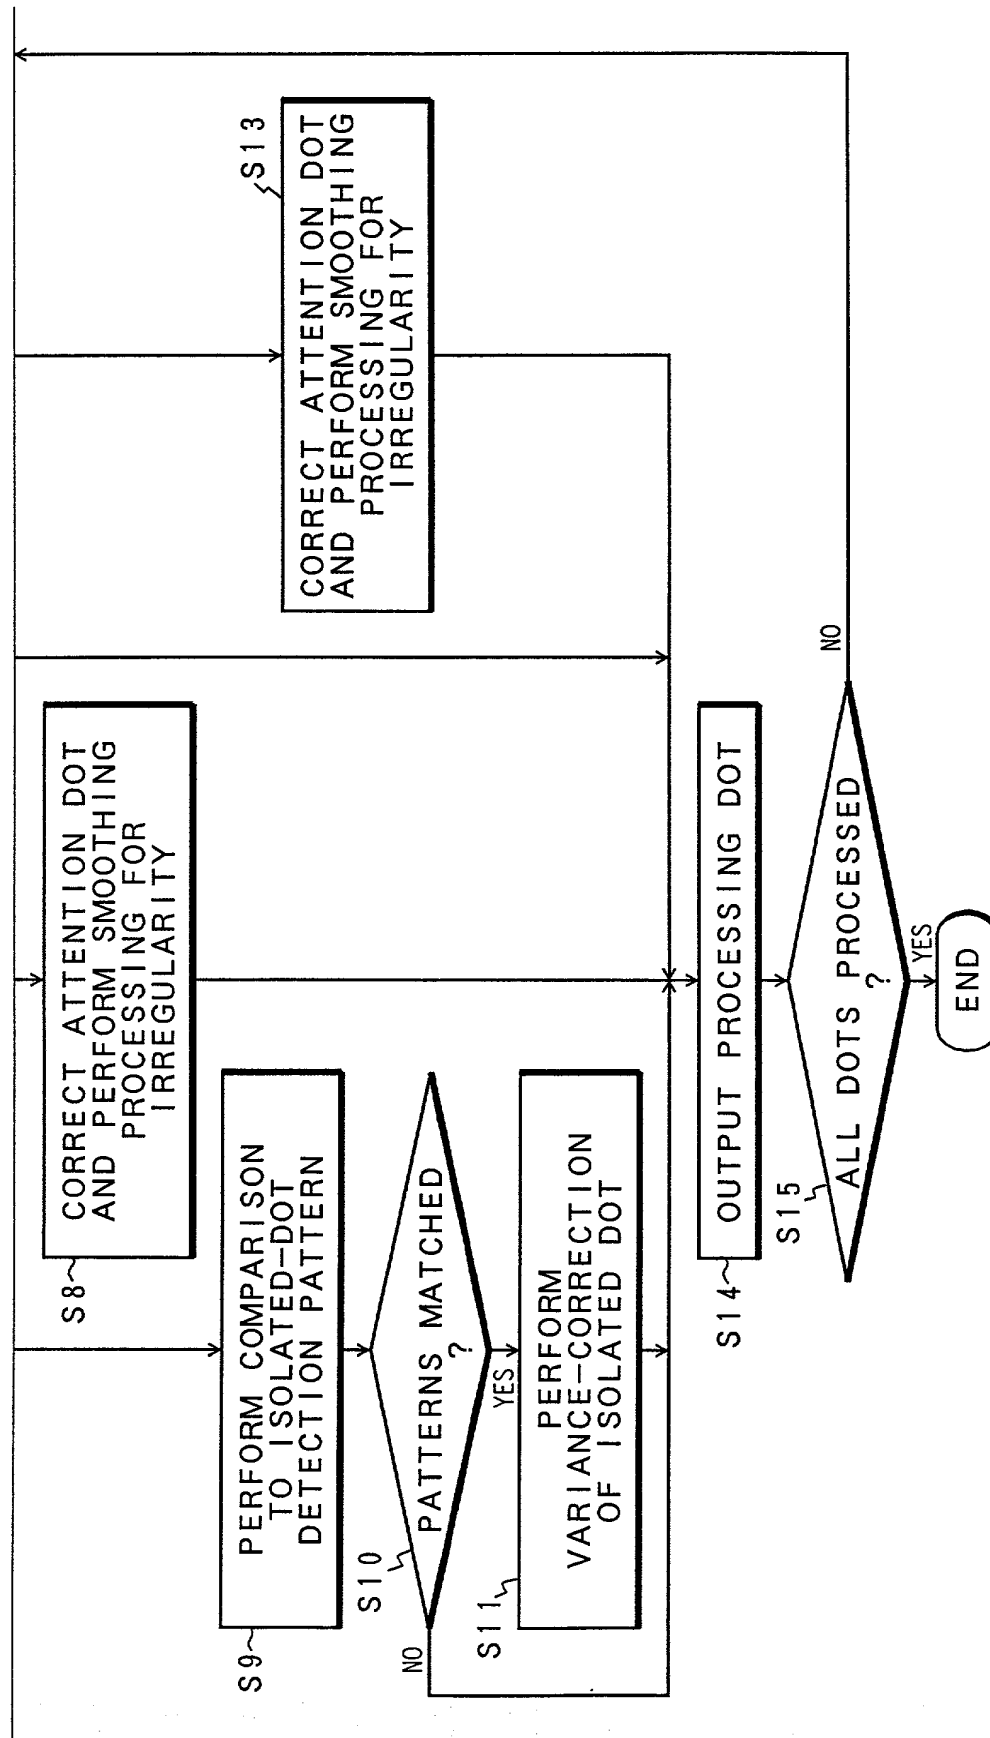 S8
CORRECT ATTENTION DOT
AND PERFORM SMOOTHING
PROCESSING FOR
IRREGULARITY
S9
PERFORM COMPARISON
TO ISOLATED-DOT
DETECTION PATTERN
S10
PATTERNS MATCHED
?
NO
YES
S11
PERFORM
VARIANCE-CORRECTION
OF ISOLATED DOT
S13
CORRECT ATTENTION DOT
AND PERFORM SMOOTHING
PROCESSING FOR
IRREGULARITY
S14
OUTPUT PROCESSING DOT
S15
ALL DOTS PROCESSED
?
NO
YES
END